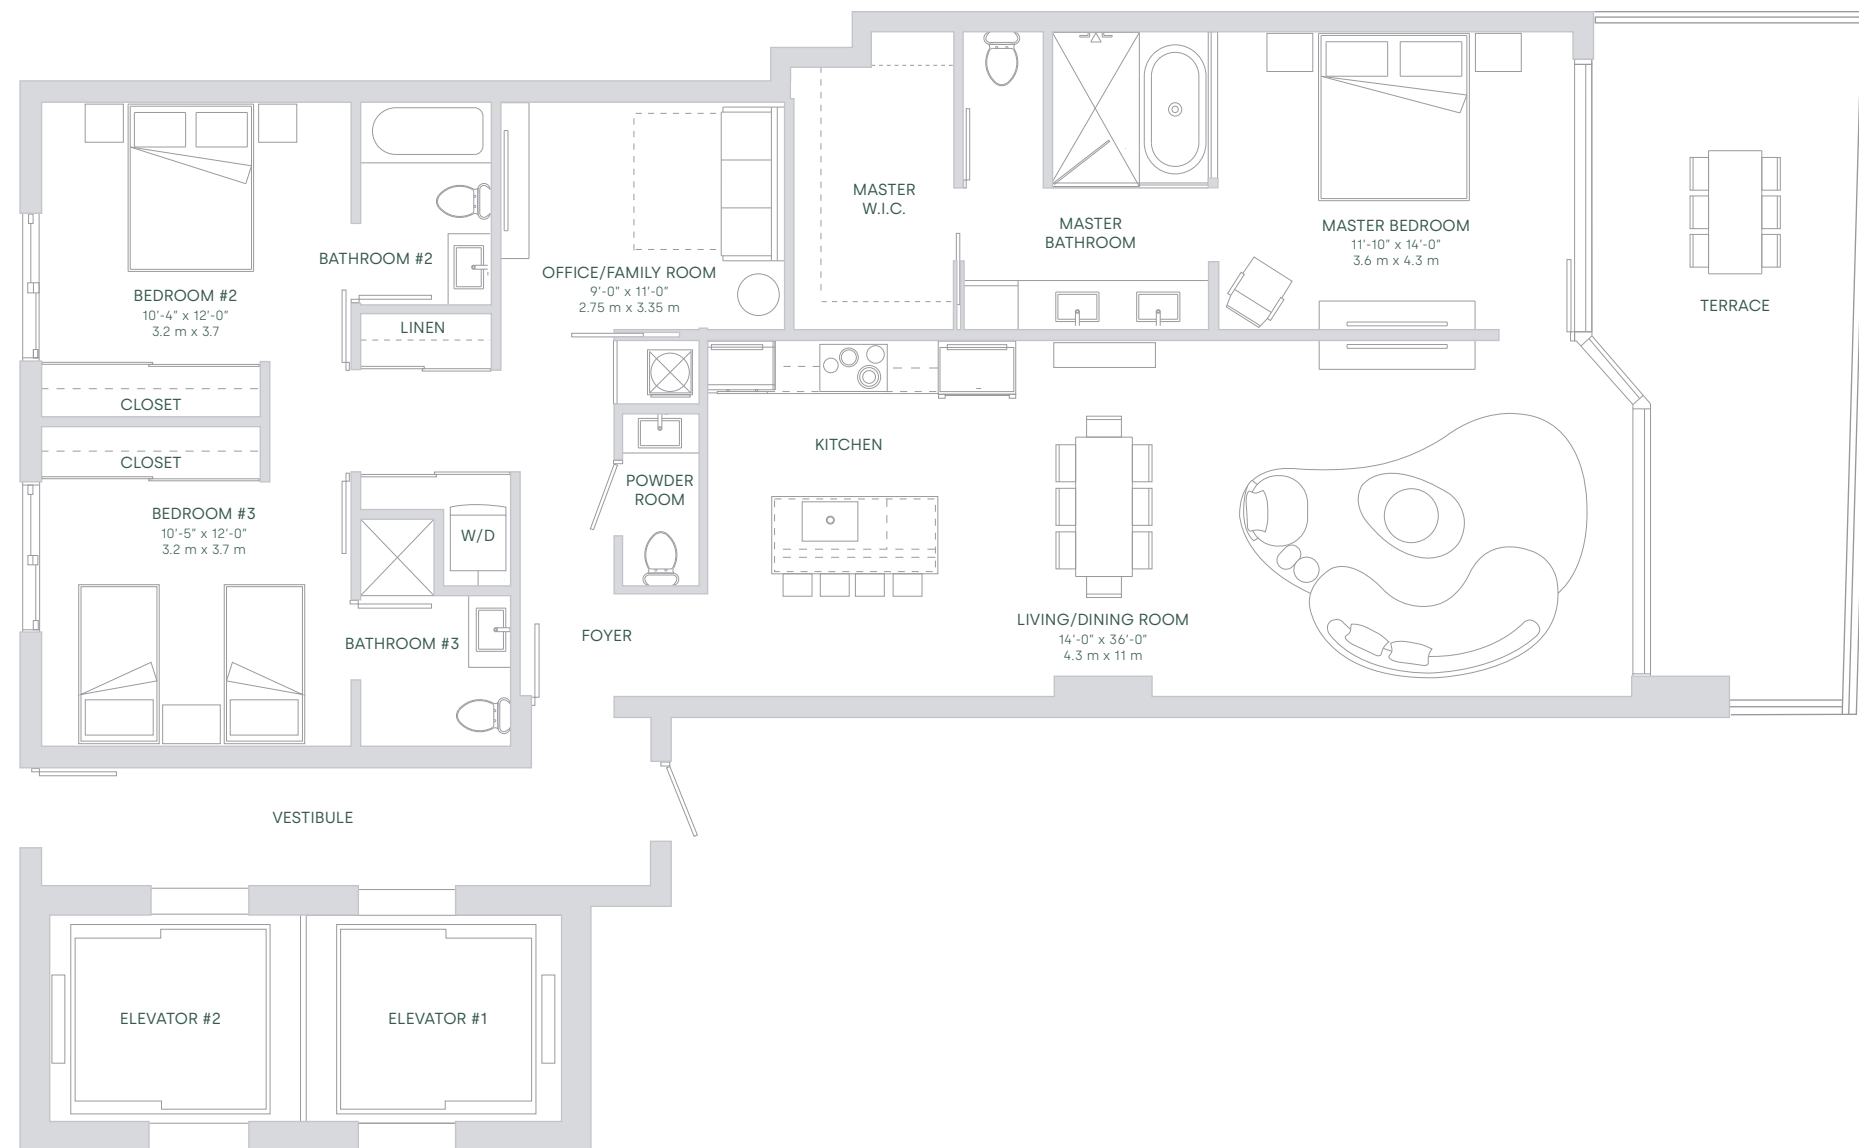 MASTER
W.I.C.
MASTER
BATHROOM
MASTER BEDROOM
11'-10" x 14'-0"
3.6 m x 4.3 m
TERRACE
BATHROOM #2
OFFICE/FAMILY ROOM
9'-0" x 11'-0"
2.75 m x 3.35 m
BEDROOM #2
10'-4" x 12'-0"
3.2 m x 3.7
LINEN
CLOSET
CLOSET
KITCHEN
POWDER
ROOM
BEDROOM #3
10'-5" x 12'-0"
3.2 m x 3.7 m
W/D
BATHROOM #3
FOYER
LIVING/DINING ROOM
14'-0" x 36'-0"
4.3 m x 11 m
VESTIBULE
ELEVATOR #2
ELEVATOR #1